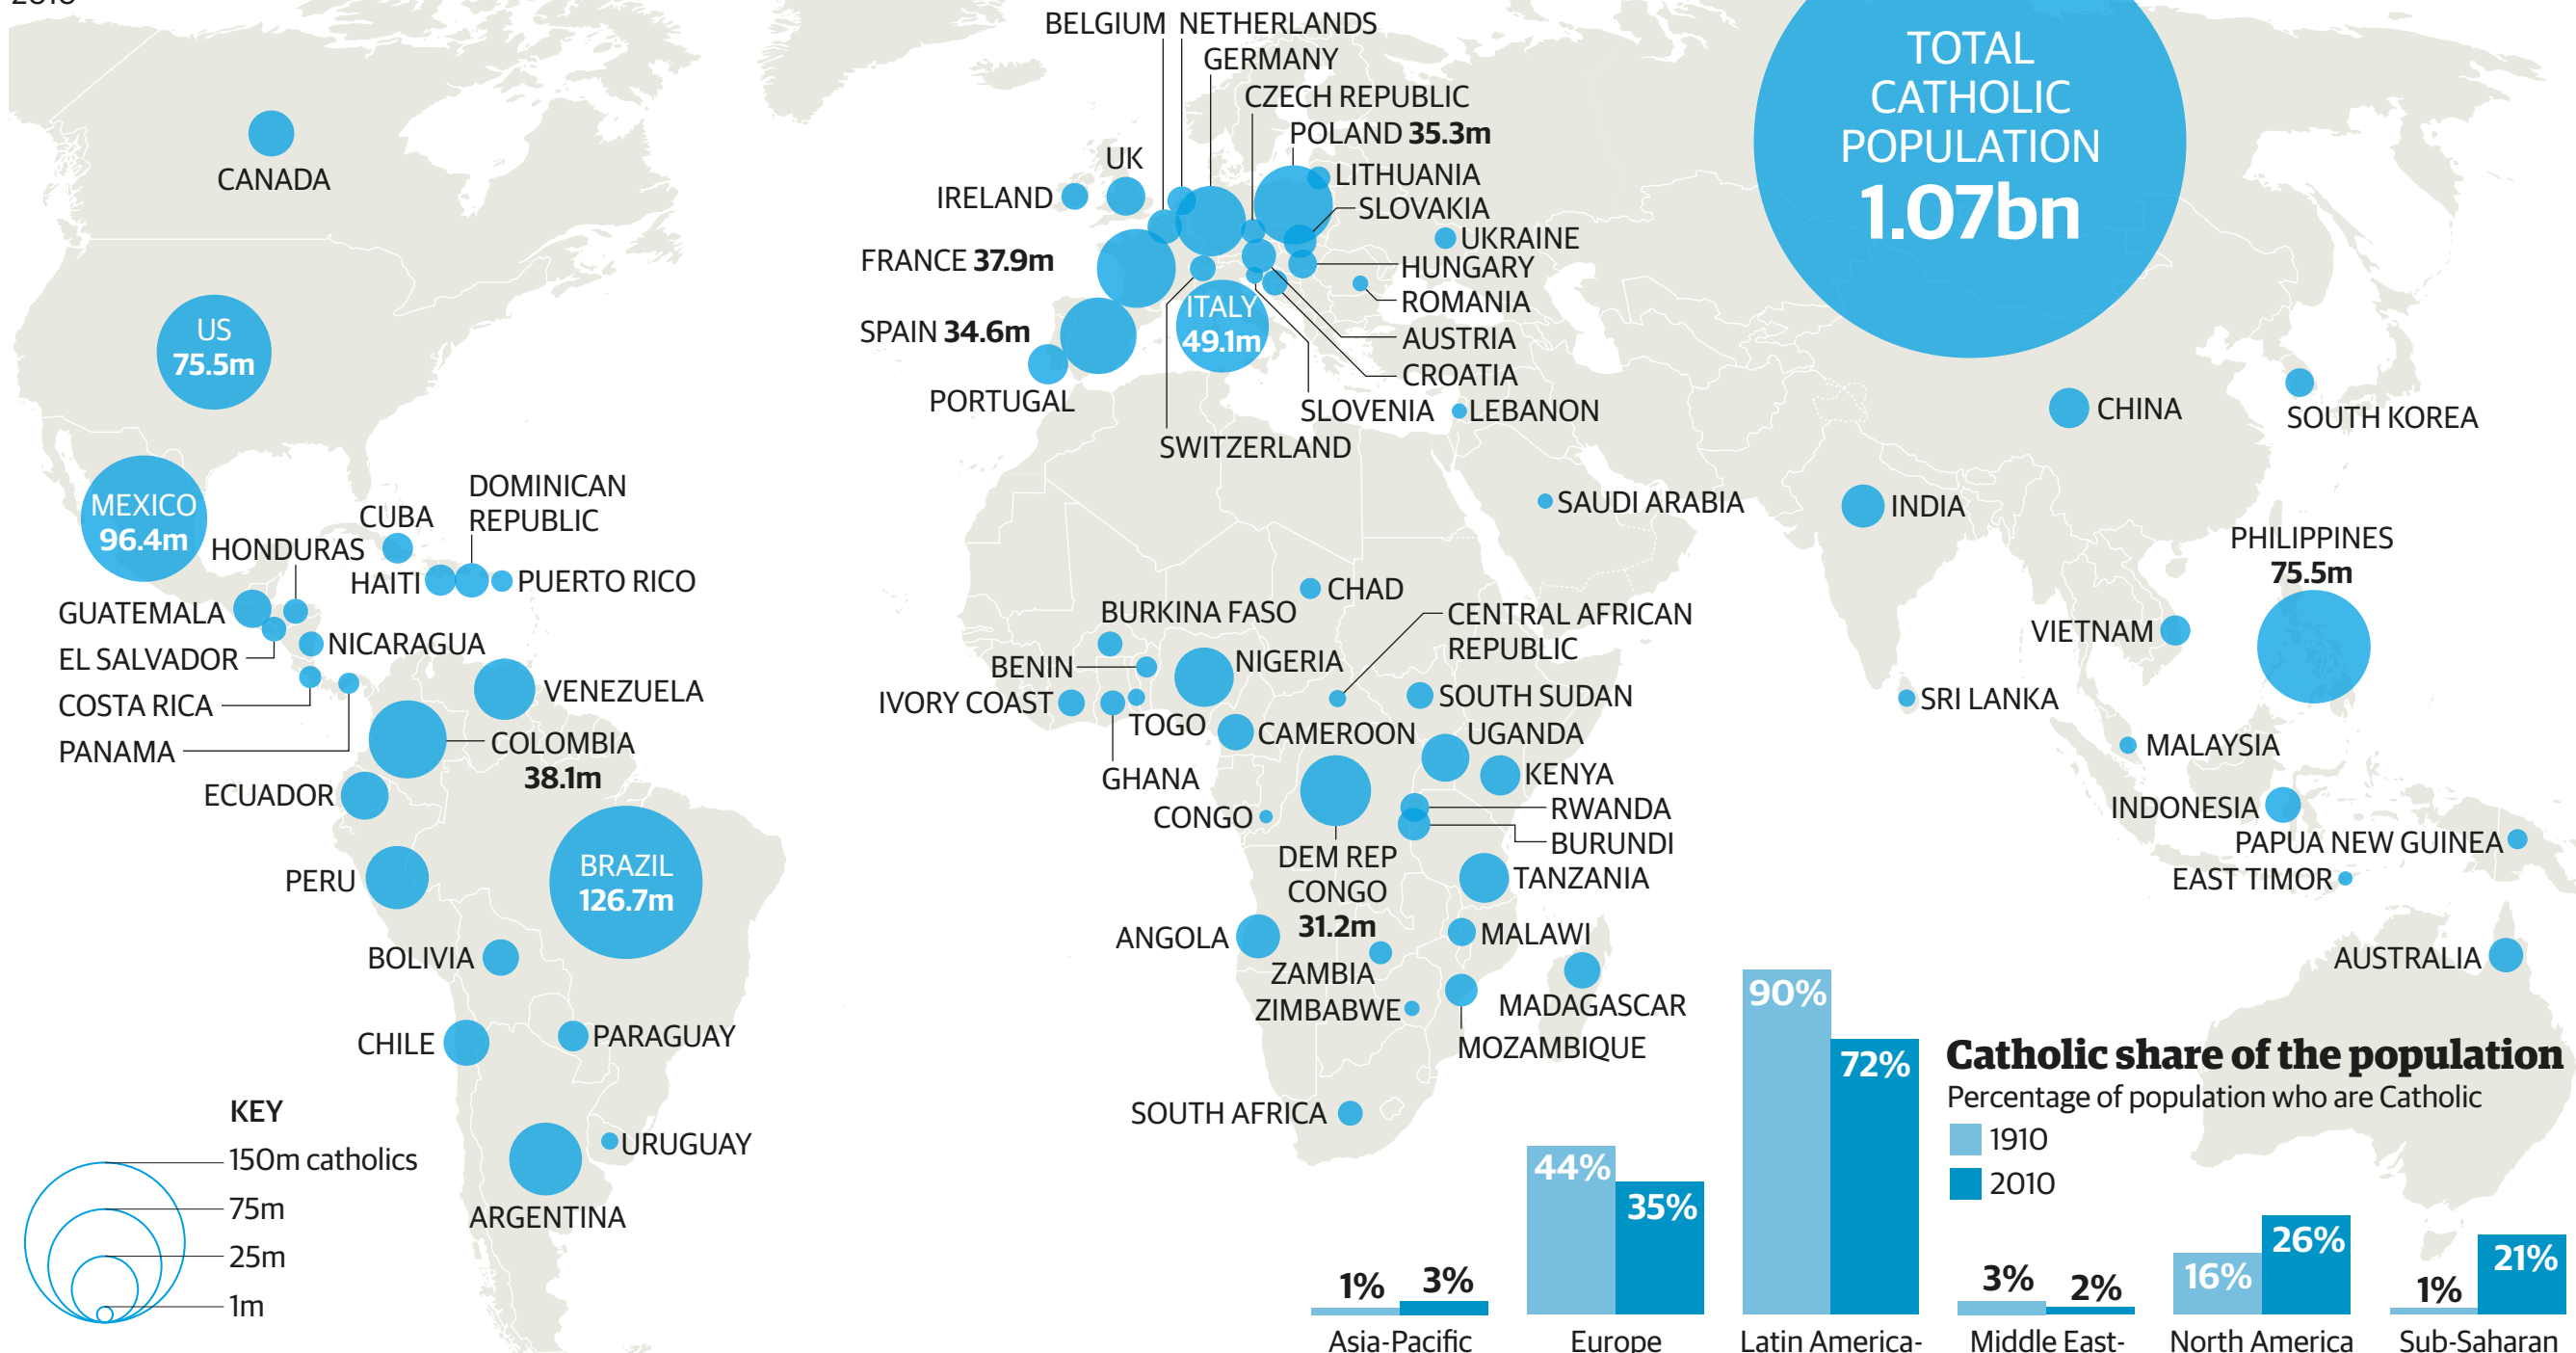 BELGIUM NETHERLANDS
GERMANY
CZECH REPUBLIC
POLAND 35.3m
LITHUANIA
SLOVAKIA
UKRAINE
HUNGARY
ROMANIA
AUSTRIA
CROATIA
SLOVENIA
LEBANON
SWITZERLAND
UK
IRELAND
FRANCE 37.9m
SPAIN 34.6m
PORTUGAL
ITALY
49.1m
TOTAL
CATHOLIC
POPULATION
1.07bn
CANADA
US
75.5m
MEXICO
96.4m
CUBA
DOMINICAN
REPUBLIC
HONDURAS
HAITI
PUERTO RICO
GUATEMALA
EL SALVADOR
NICARAGUA
COSTA RICA
PANAMA
VENEZUELA
COLOMBIA
38.1m
ECUADOR
PERU
BRAZIL
126.7m
BOLIVIA
CHILE
PARAGUAY
URUGUAY
ARGENTINA
SAUDI ARABIA
CHAD
BURKINA FASO
CENTRAL AFRICAN
REPUBLIC
BENIN
NIGERIA
IVORY COAST
TOGO
GHANA
CAMEROON
SOUTH SUDAN
UGANDA
KENYA
CONGO
RWANDA
BURUNDI
DEM REP
CONGO
31.2m
TANZANIA
ANGOLA
MALAWI
ZAMBIA
ZIMBABWE
MADAGASCAR
MOZAMBIQUE
SOUTH AFRICA
CHINA
SOUTH KOREA
INDIA
PHILIPPINES
75.5m
VIETNAM
SRI LANKA
MALAYSIA
INDONESIA
PAPUA NEW GUINEA
EAST TIMOR
AUSTRALIA
KEY
150m catholics
75m
25m
1m
Catholic share of the population
Percentage of population who are Catholic
1910
2010
1% 3%
44% 35%
90% 72%
3% 2%
16% 26%
1% 21%
Asia-Pacific Europe Latin America- Middle East- North America Sub-Saharan